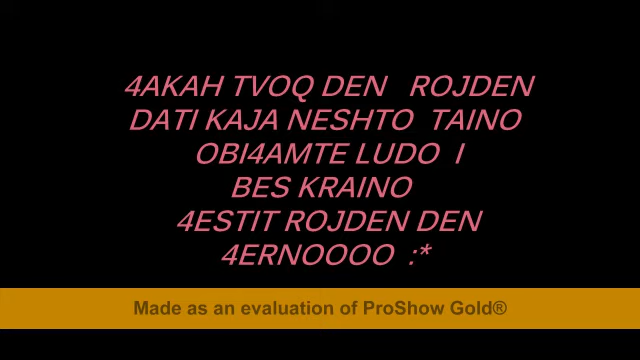 4AKAH TVOQ DEN ROJDEN
DATI KAJA NESHTO TAINO
OBI4AMTE LUDO I
BES KRAINO
4ESTIT ROJDEN DEN
4ERNOOOO :*
Made as an evaluation of ProShow Gold®